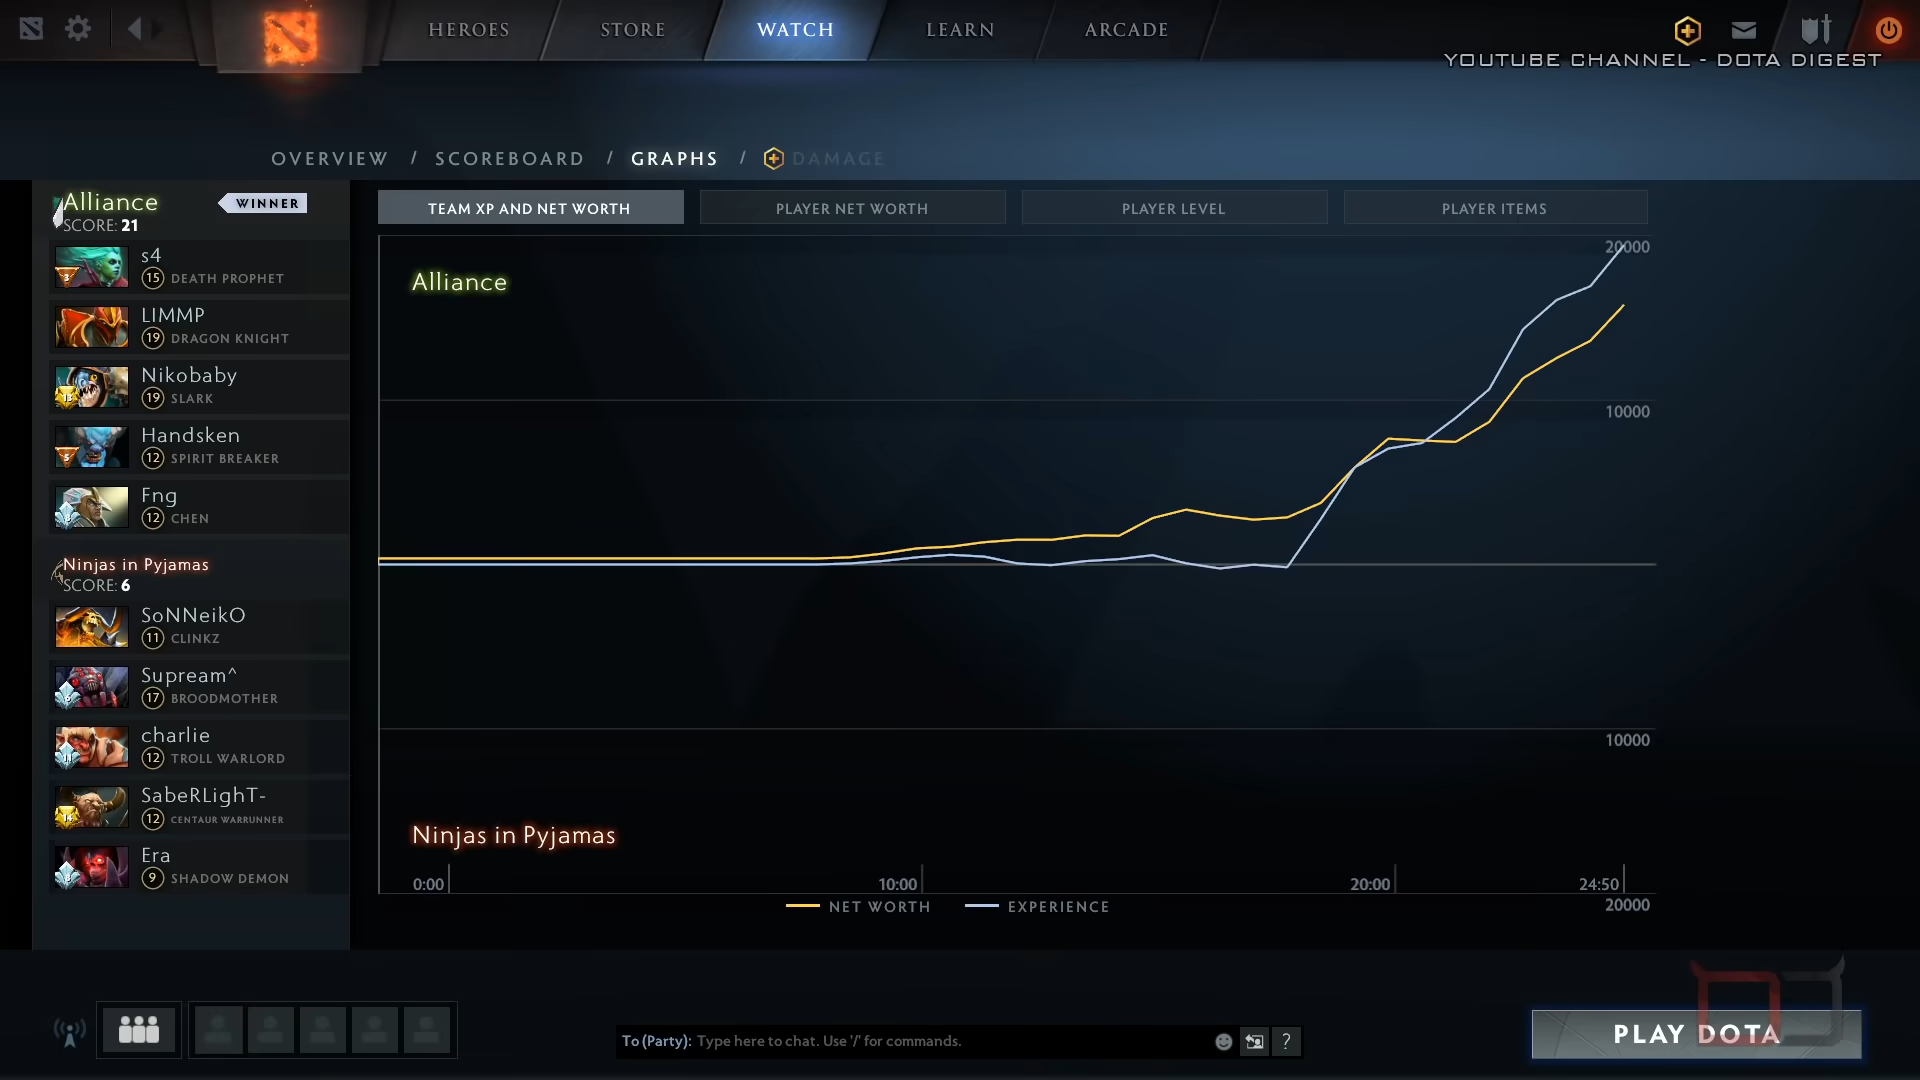 HEROES
STORE
WATCH
LEARN
ARCADE
YOUTUBE CHANNEL - DOTA DIGEST
OVERVIEW / SCOREBOARD / GRAPHS / DAMAGE
Alliance
WINNER
SCORE: 21
s4
3
15 DEATH PROPHET
LIMMP
19 DRAGON KNIGHT
Nikobaby
13
19 SLARK
Handsken
5
12 SPIRIT BREAKER
Fng
12 CHEN
Ninjas in Pyjamas
SCORE: 6
SoNNeikO
11 CLINKZ
Supream^
17 BROODMOTHER
charlie
12 TROLL WARLORD
SabeRLighT-
14
12 CENTAUR WARRUNNER
Era
9 SHADOW DEMON
TEAM XP AND NET WORTH
PLAYER NET WORTH
PLAYER LEVEL
PLAYER ITEMS
20000
Alliance
10000
10000
Ninjas in Pyjamas
0:00
10:00
20:00
24:50
20000
NET WORTH
EXPERIENCE
To (Party): Type here to chat. Use '/' for commands.
?
PLAY DOTA